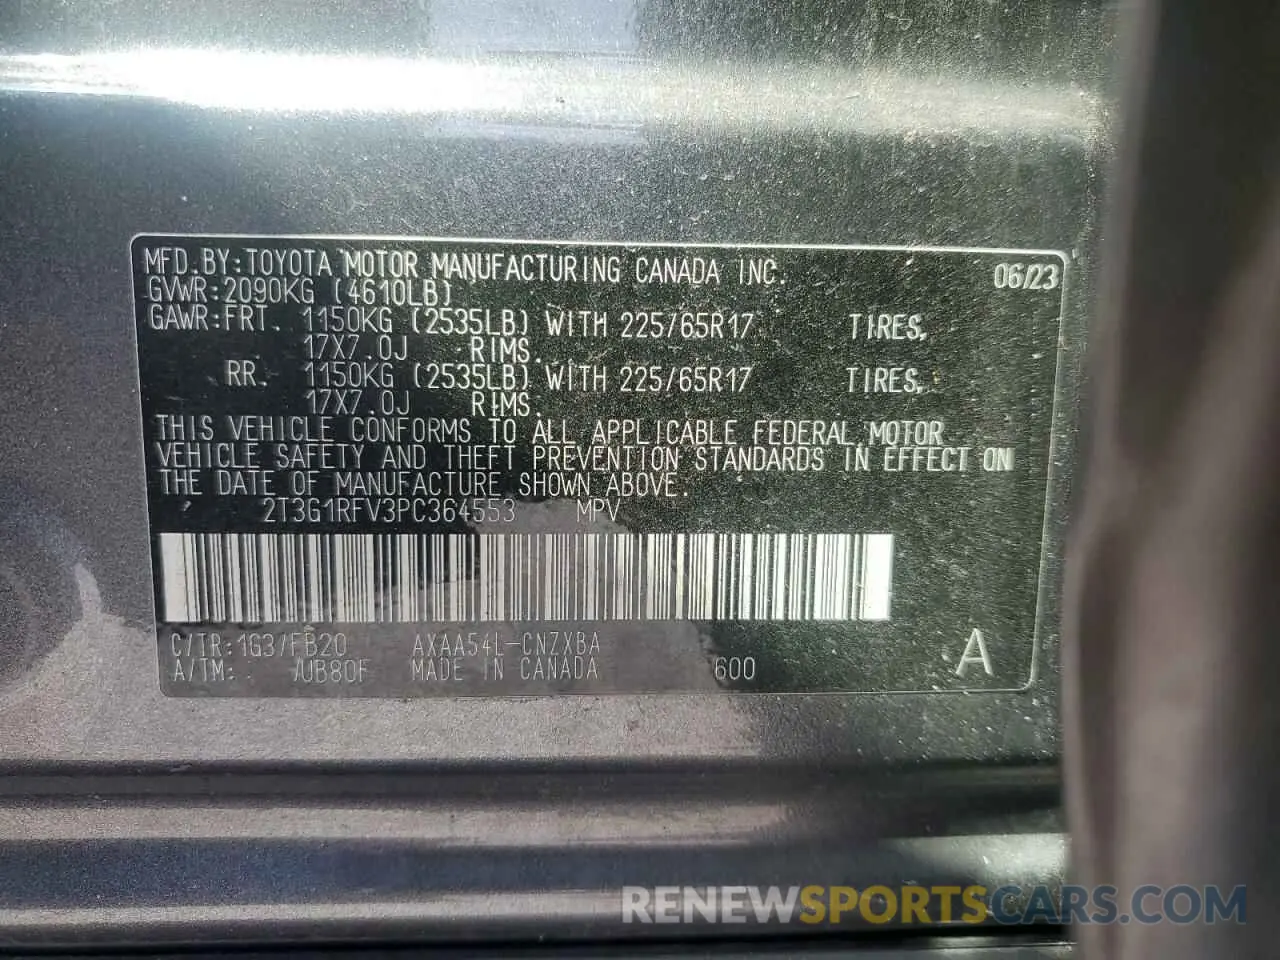 MFD.BY:TOYOTA MOTOR MANUFACTURING CANADA INC. 06/23
GVWR:2090KG (4610LB)
GAWR:FRT. 1150KG (2535LB) WITH 225/65R17 TIRES,
17X7.0J RIMS.
RR. 1150KG (2535LB) WITH 225/65R17 TIRES,
17X7.0J RIMS.
THIS VEHICLE CONFORMS TO ALL APPLICABLE FEDERAL MOTOR
VEHICLE SAFETY AND THEFT PREVENTION STANDARDS IN EFFECT ON
THE DATE OF MANUFACTURE SHOWN ABOVE.
2T3G1RFV3PC364553 MPV
C/TR:1G3/FB20 AXAA54L-CNZXBA
A/TM: /UB80F MADE IN CANADA 600 A
RENEWSPORTSCARS.COM